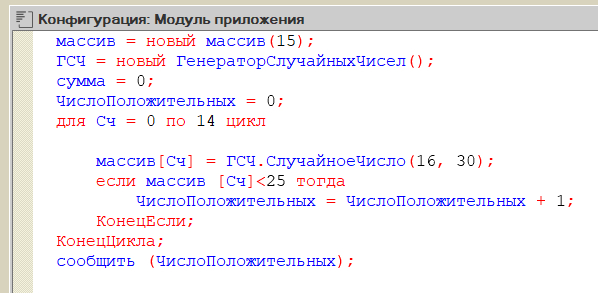 Конфигурация: Модуль приложения
массив = новый массив(15);
ГСЧ = новый ГенераторСлучайныхЧисел();
сумма = 0;
ЧислоПоложительных = 0;
для Сч = 0 по 14 цикл
массив[Сч] = ГСЧ.СлучайноеЧисло(16, 30);
если массив [Сч]<25 тогда
ЧислоПоложительных = ЧислоПоложительных + 1;
КонецЕсли;
КонецЦикла;
сообщить (ЧислоПоложительных);